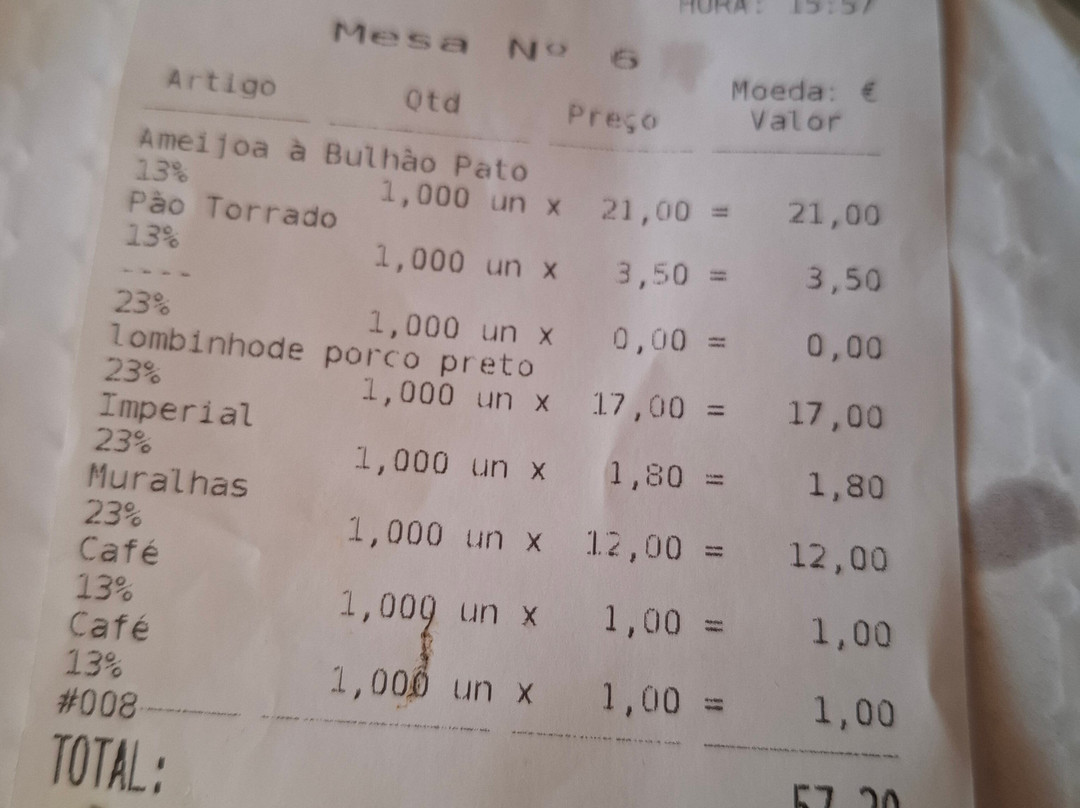 HORA: 15:57
Mesa Nº 6
Moeda: €
Artigo Qtd Preço Valor
Ameijoa à Bulhão Pato
13% 1,000 un x 21,00 = 21,00
Pão Torrado
13% 1,000 un x 3,50 = 3,50
----
23% 1,000 un x 0,00 = 0,00
lombinhode porco preto
23% 1,000 un x 17,00 = 17,00
Imperial
23% 1,000 un x 1,80 = 1,80
Muralhas
23% 1,000 un x 12,00 = 12,00
Café
13% 1,000 un x 1,00 = 1,00
Café
13% 1,000 un x 1,00 = 1,00
#008
TOTAL: 57,30